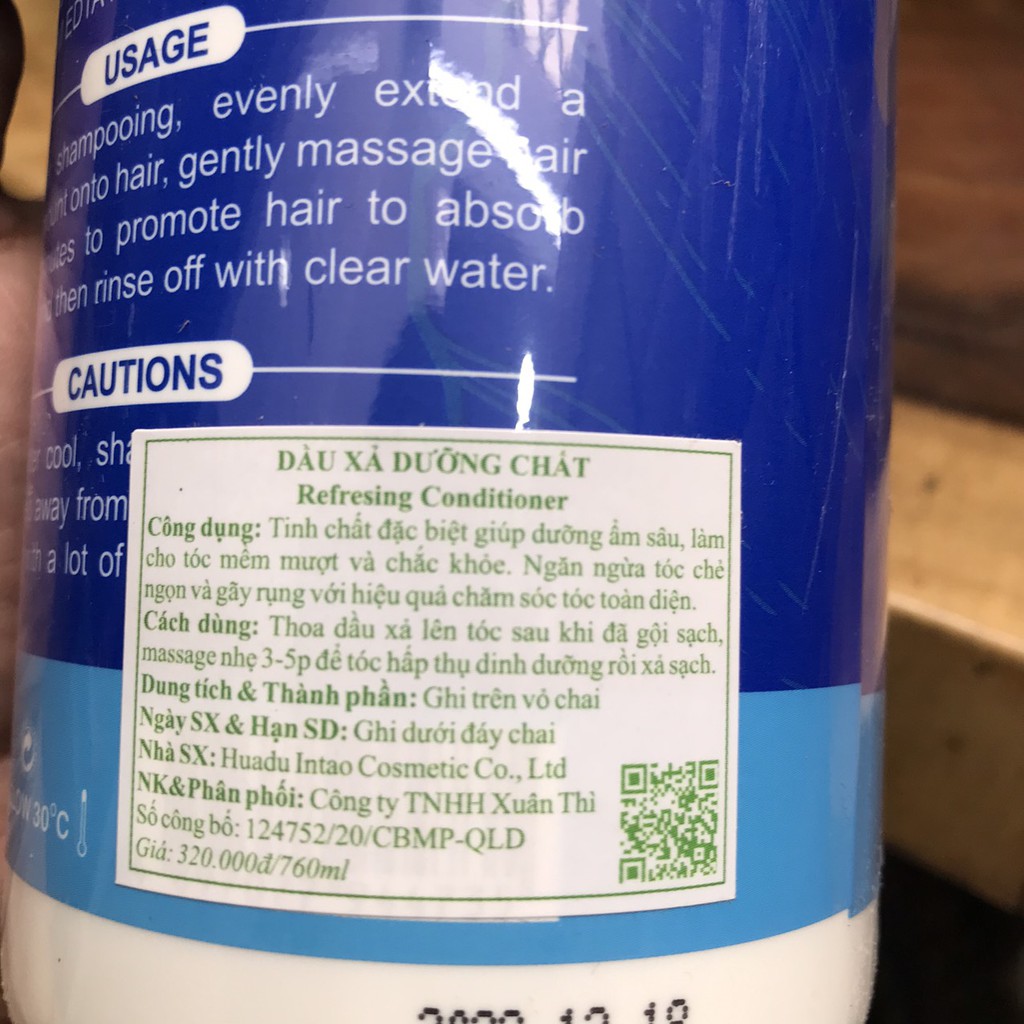 EDTA
USAGE
shampooing, evenly extend a
onto hair, gently massage hair
to promote hair to absorb
then rinse off with clear water.
CAUTIONS
cool,
away from
a lot of
30°C
DẦU XẢ DƯỠNG CHẤT
Refresing Conditioner
Công dụng: Tinh chất đặc biệt giúp dưỡng ẩm sâu, làm
cho tóc mềm mượt và chắc khỏe. Ngăn ngừa tóc chẻ
ngọn và gãy rụng với hiệu quả chăm sóc tóc toàn diện.
Cách dùng: Thoa dầu xả lên tóc sau khi đã gội sạch,
massage nhẹ 3-5p để tóc hấp thụ dinh dưỡng rồi xả sạch.
Dung tích & Thành phần: Ghi trên vỏ chai
Ngày SX & Hạn SD: Ghi dưới đáy chai
Nhà SX: Huadu Intao Cosmetic Co., Ltd
NK&Phân phối: Công ty TNHH Xuân Thì
Số công bố: 124752/20/CBMP-QLD
Giá: 320.000đ/760ml